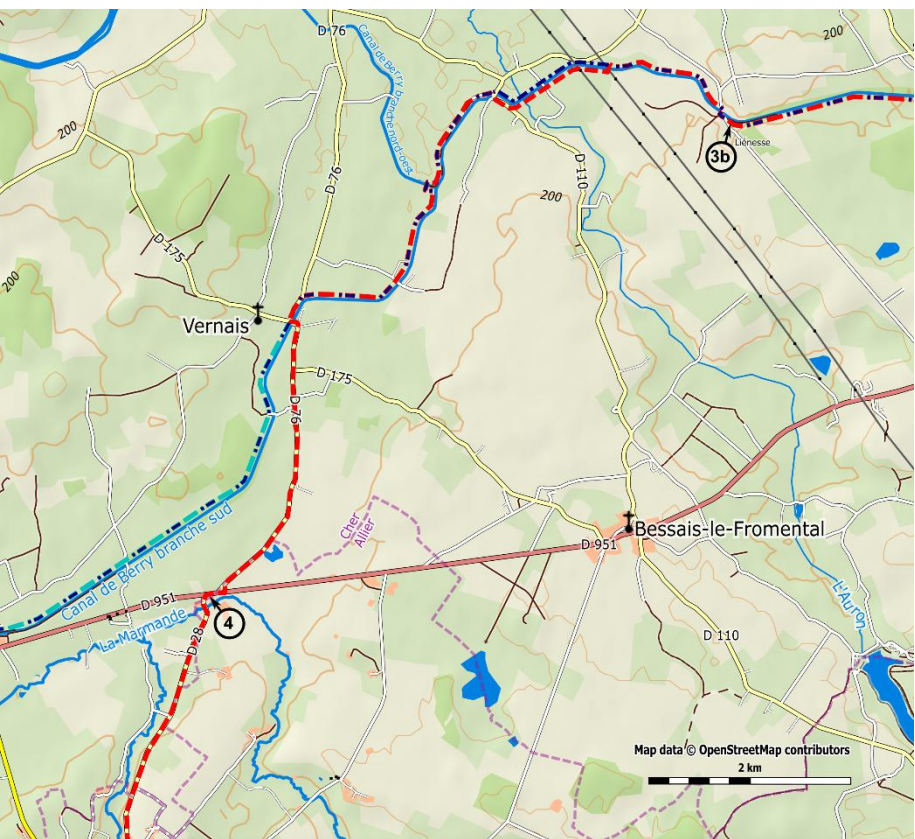 D 76
200
Canal de Berry branche nord-oest
200
3b
Liénesse
D 76
D 110
200
D 175
200
Vernais
D 175
D 76
Cher
Allier
Bessais-le-Fromental
D 951
Canal de Berry branche sud
D 951
La Marmande
L'Auron
4
D 28
D 110
Map data © OpenStreetMap contributors
2 km